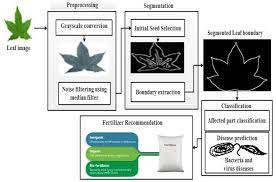 Preprocessing
Segmentation
Segmented Leaf boundary
Grayscale conversion
Initial Seed Selection
Leaf image
Noise filtering using
median filter
Boundary extraction
Classification
Affected part classification
Fertilizer Recommendation
Disease prediction
Inorganic
Organic
Bio-fertilizers
Fertilizer
Bacteria and
virus diseases